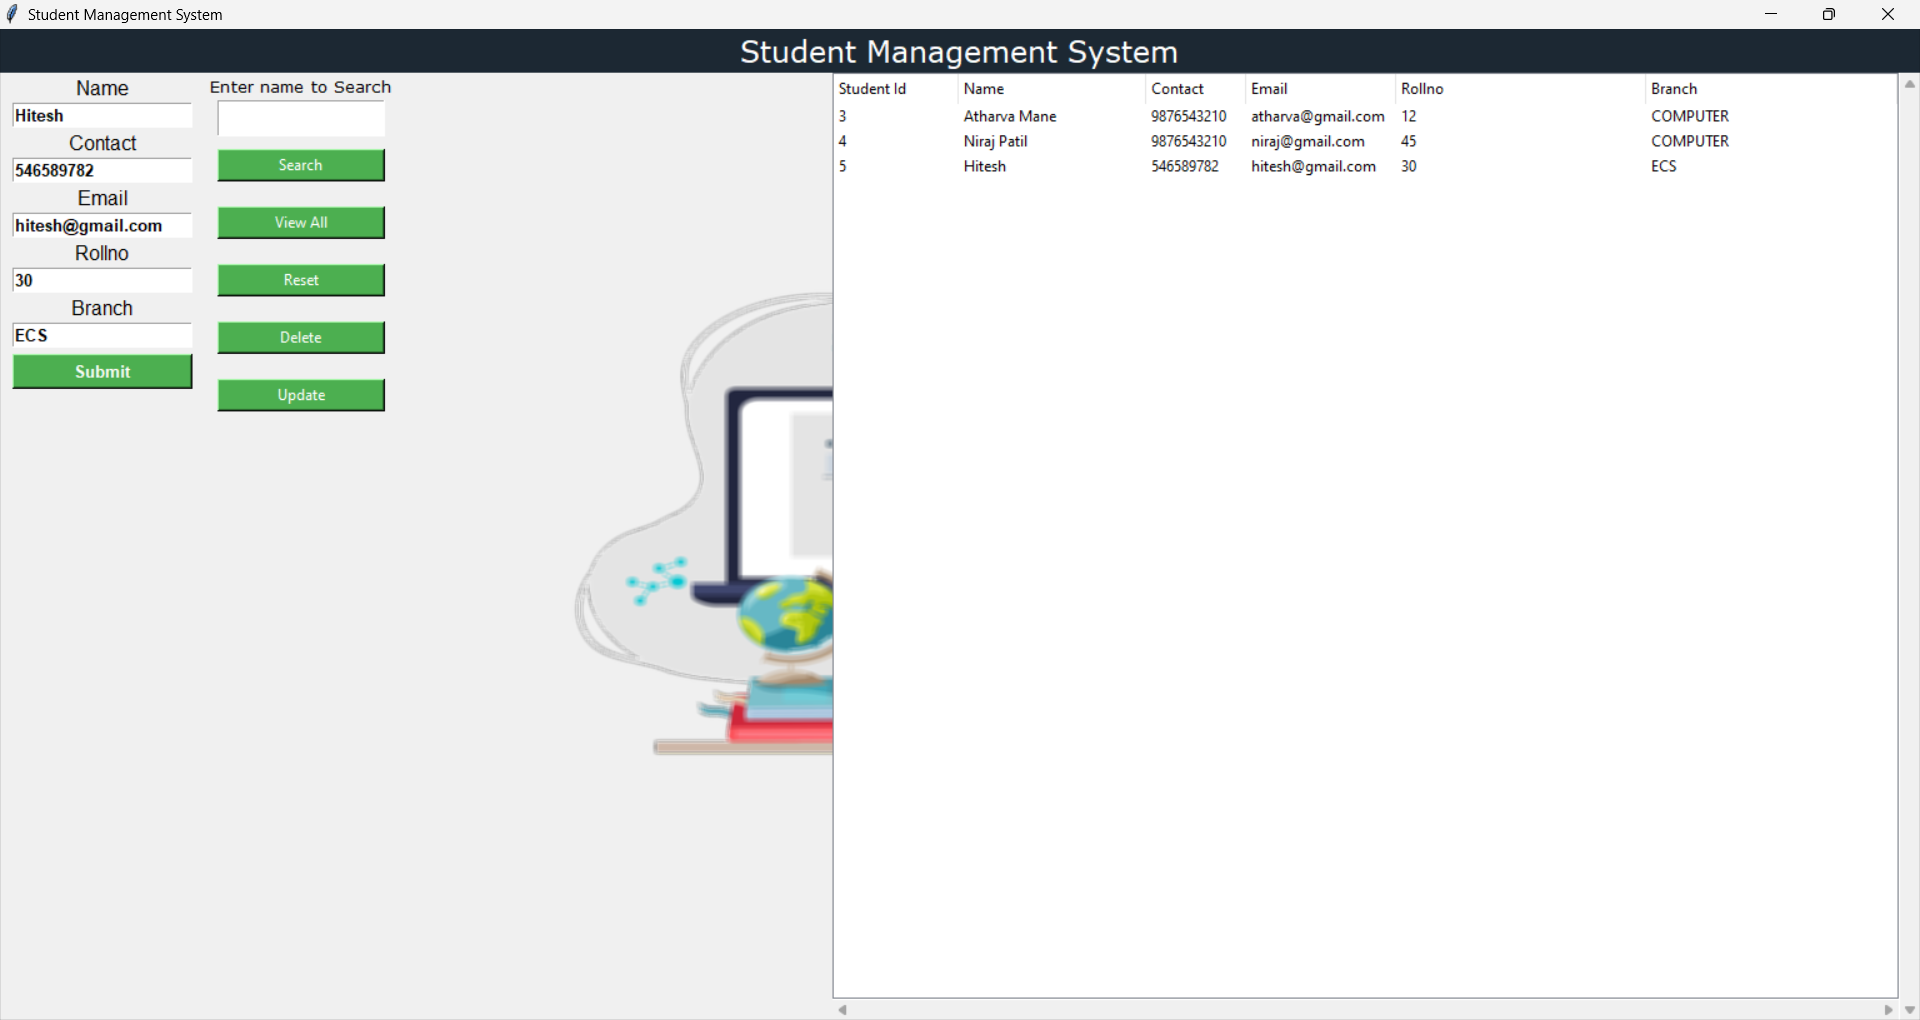 Student Management System
Student Management System
Name
Hitesh
Contact
546589782
Email
hitesh@gmail.com
Rollno
30
Branch
ECS
Submit
Enter name to Search
Search
View All
Reset
Delete
Update
Student Id Name Contact Email Rollno Branch
3 Atharva Mane 9876543210 atharva@gmail.com 12 COMPUTER
4 Niraj Patil 9876543210 niraj@gmail.com 45 COMPUTER
5 Hitesh 546589782 hitesh@gmail.com 30 ECS